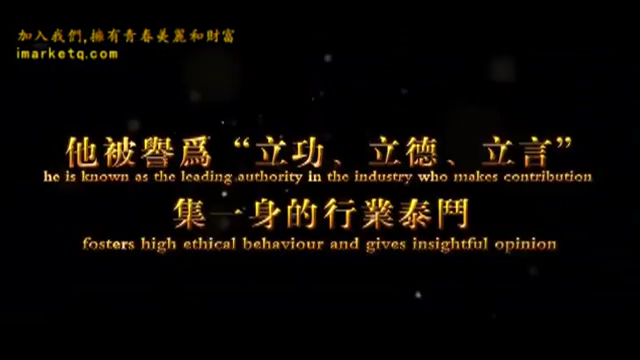 加入我們,擁有青春美麗和財富
imarketq.com
他被譽爲“立功、立德、立言”
he is known as the leading authority in the industry who makes contribution
集一身的行業泰鬥
fosters high ethical behaviour and gives insightful opinion